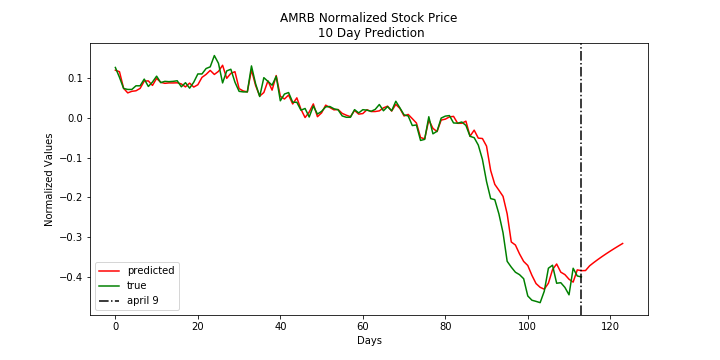 AMRB Normalized Stock Price
10 Day Prediction
Normalized Values
0.1
0.0
−0.1
−0.2
−0.3
−0.4
predicted
true
april 9
0 20 40 60 80 100 120
Days